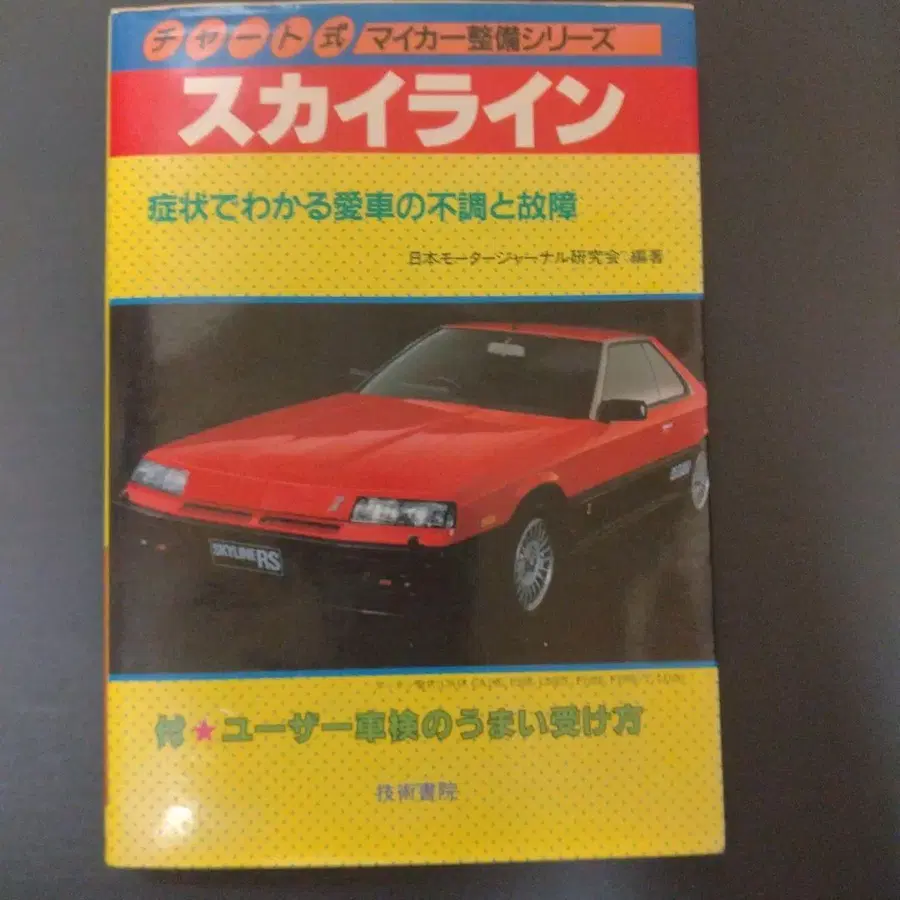 チャート式 マイカー整備シリーズ
スカイライン
症状でわかる愛車の不調と故障
日本モータージャーナル研究会 編著
SKYLINE RS
付★ユーザー車検のうまい受け方
技術書院